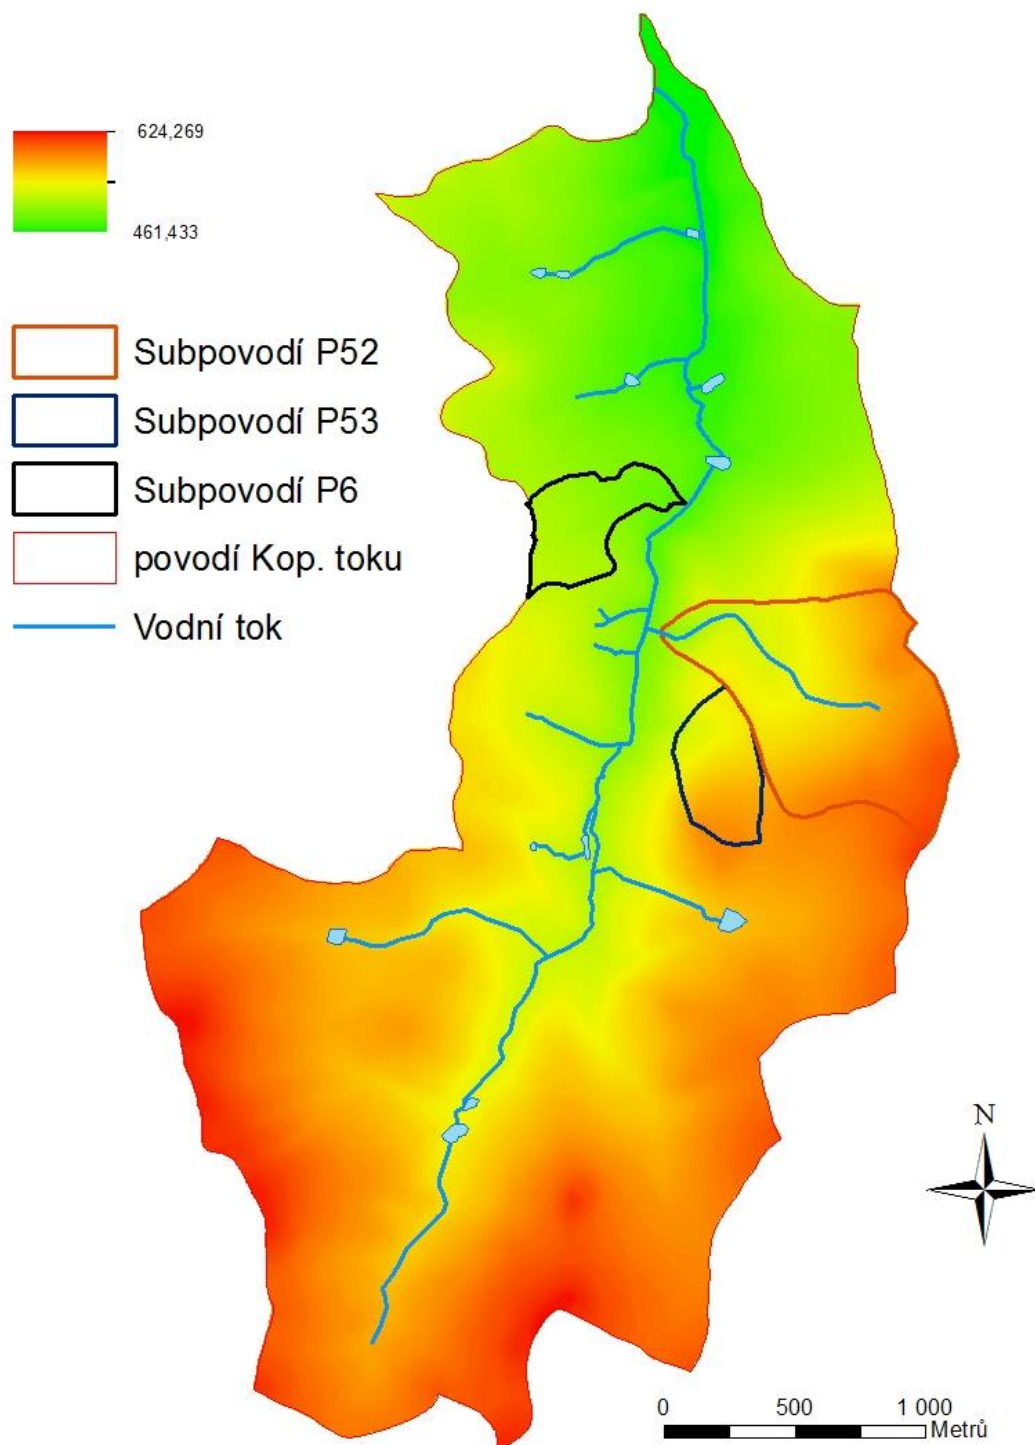 624,269
461,433
Subpovodí P52
Subpovodí P53
Subpovodí P6
povodí Kop. toku
Vodní tok
N
0 500 1 000
Metrů